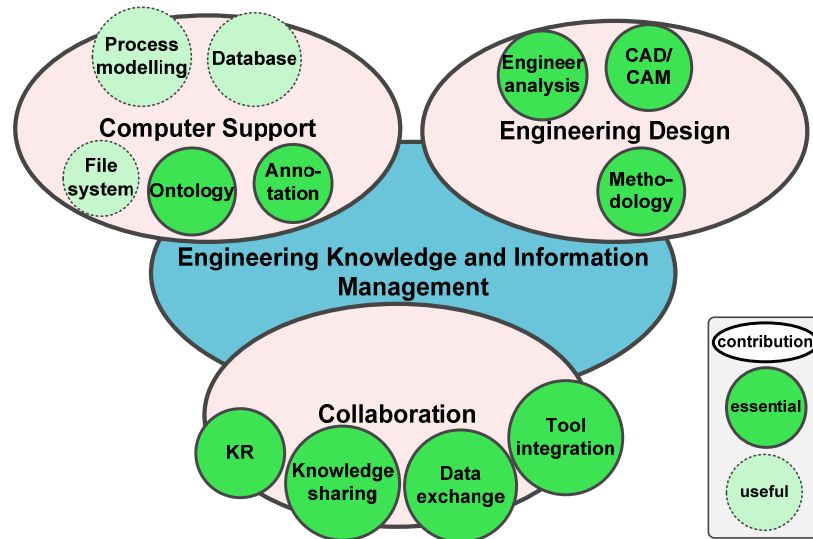 Process
modelling
Database
Computer Support
File
system
Ontology
Anno-
tation
Engineer
analysis
CAD/
CAM
Engineering Design
Metho-
dology
Engineering Knowledge and Information
Management
Collaboration
KR
Knowledge
sharing
Data
exchange
Tool
integration
contribution
essential
useful